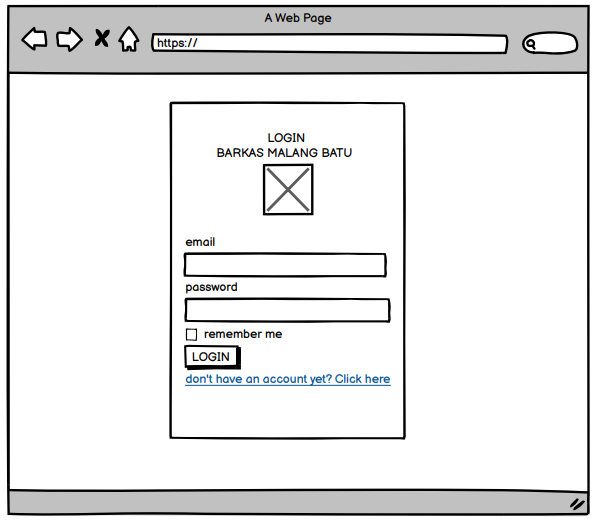 A Web Page
https://
LOGIN
BARKAS MALANG BATU
email
password
remember me
LOGIN
don't have an account yet? Click here